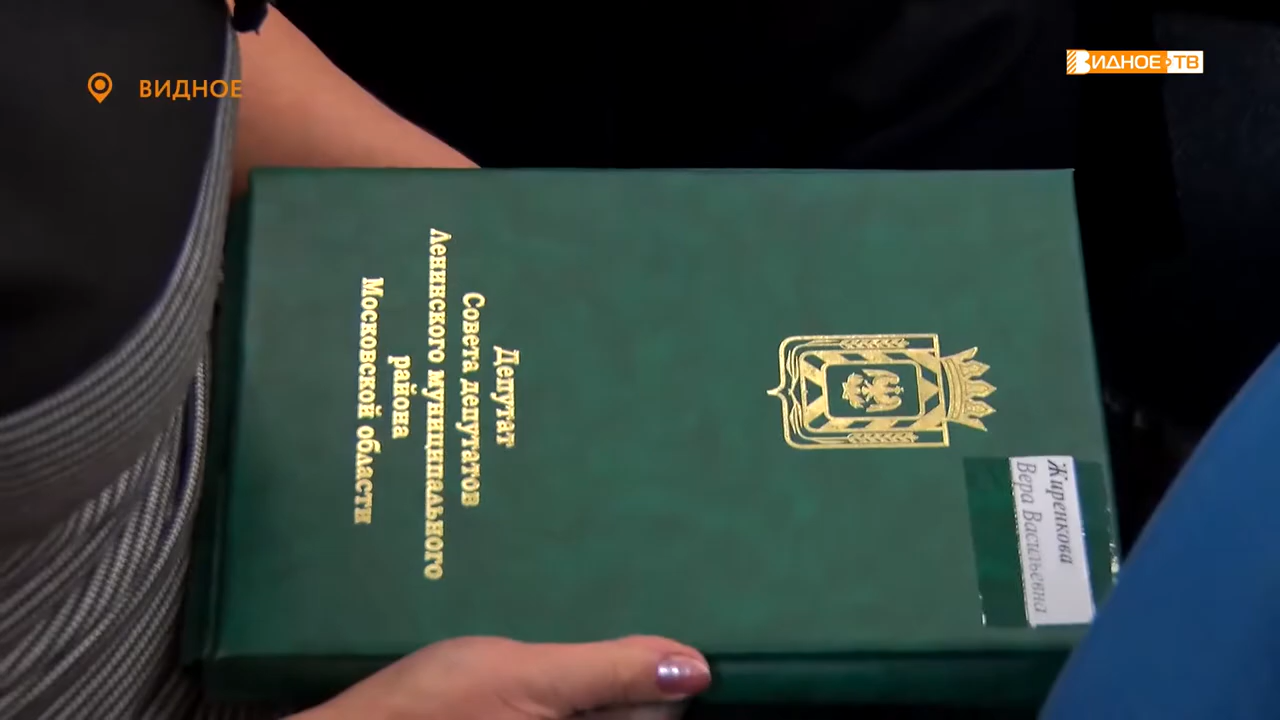 ВИДНОЕ
ВИДНОЕ ТВ
Депутат
Совета депутатов
Ленинского муниципального
района
Московской области
Жиренкова
Вера Васильевна